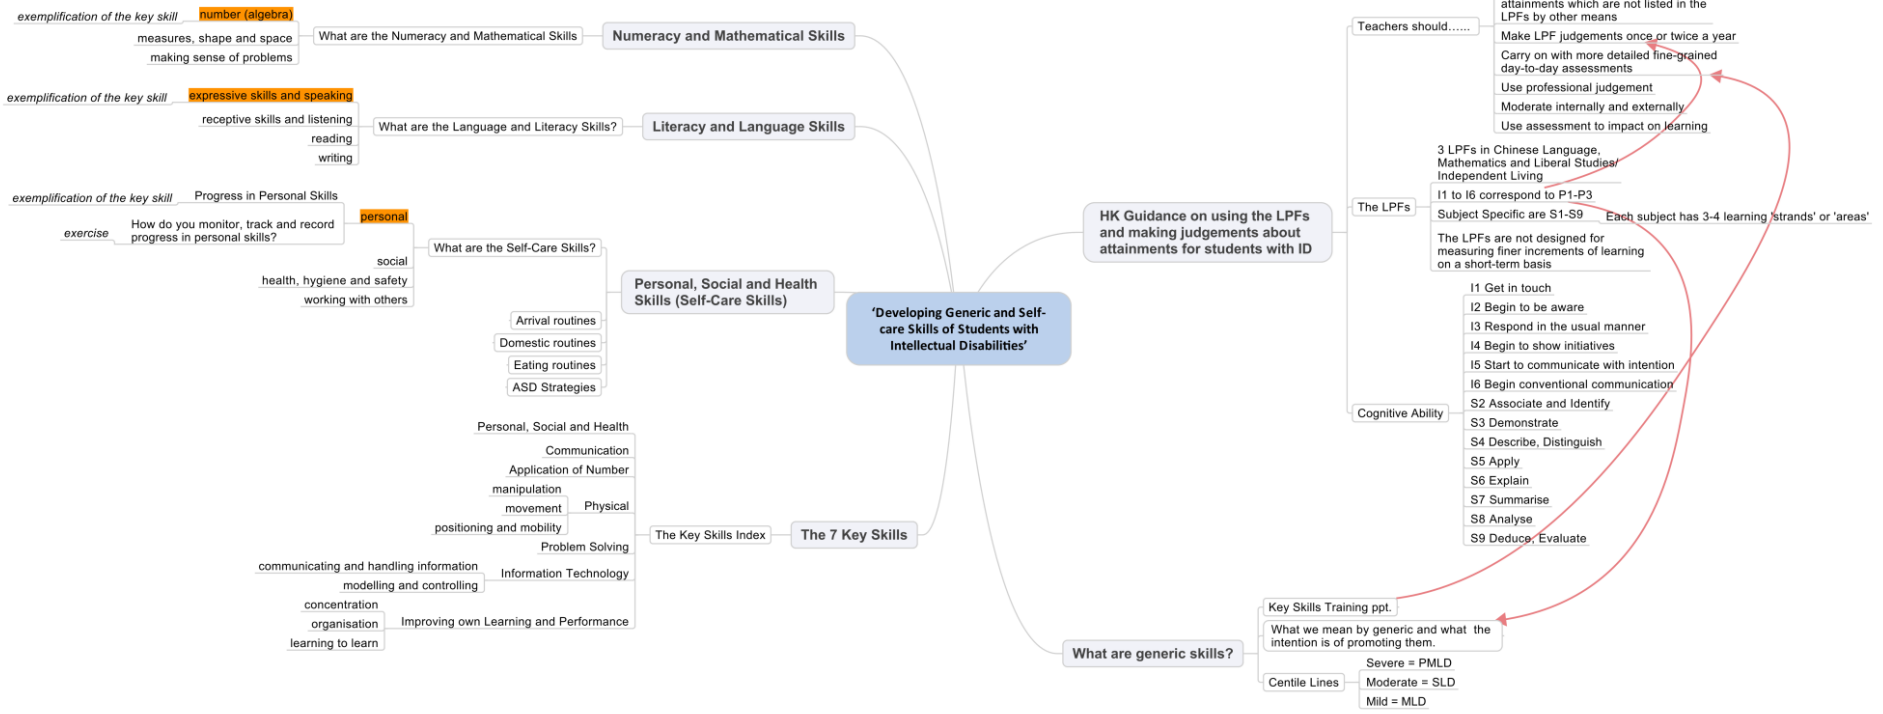 exemplification of the key skill
number (algebra)
measures, shape and space
making sense of problems
What are the Numeracy and Mathematical Skills
Numeracy and Mathematical Skills
exemplification of the key skill
expressive skills and speaking
receptive skills and listening
reading
writing
What are the Language and Literacy Skills?
Literacy and Language Skills
exemplification of the key skill
Progress in Personal Skills
exercise
How do you monitor, track and record
progress in personal skills?
personal
social
health, hygiene and safety
working with others
What are the Self-Care Skills?
Arrival routines
Domestic routines
Eating routines
ASD Strategies
Personal, Social and Health
Skills (Self-Care Skills)
Personal, Social and Health
Communication
Application of Number
manipulation
movement
positioning and mobility
Physical
Problem Solving
communicating and handling information
modelling and controlling
Information Technology
concentration
organisation
learning to learn
Improving own Learning and Performance
The Key Skills Index
The 7 Key Skills
‘Developing Generic and Self-
care Skills of Students with
Intellectual Disabilities’
HK Guidance on using the LPFs
and making judgements about
attainments for students with ID
Teachers should…...
attainments which are not listed in the
LPFs by other means
Make LPF judgements once or twice a year
Carry on with more detailed fine-grained
day-to-day assessments
Use professional judgement
Moderate internally and externally
Use assessment to impact on learning
The LPFs
3 LPFs in Chinese Language,
Mathematics and Liberal Studies/
Independent Living
I1 to I6 correspond to P1-P3
Subject Specific are S1-S9
Each subject has 3-4 learning 'strands' or 'areas'
The LPFs are not designed for
measuring finer increments of learning
on a short-term basis
Cognitive Ability
I1 Get in touch
I2 Begin to be aware
I3 Respond in the usual manner
I4 Begin to show initiatives
I5 Start to communicate with intention
I6 Begin conventional communication
S2 Associate and Identify
S3 Demonstrate
S4 Describe, Distinguish
S5 Apply
S6 Explain
S7 Summarise
S8 Analyse
S9 Deduce, Evaluate
What are generic skills?
Key Skills Training ppt.
What we mean by generic and what  the
intention is of promoting them.
Centile Lines
Severe = PMLD
Moderate = SLD
Mild = MLD